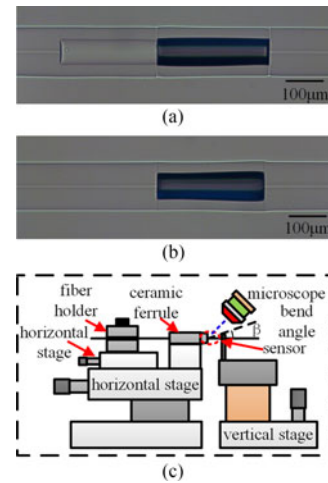 100μm
(a)
100μm
(b)
(c)
fiber
holder
ceramic
ferrule
microscope
bend
angle
β
sensor
horizontal
stage
horizontal stage
vertical stage